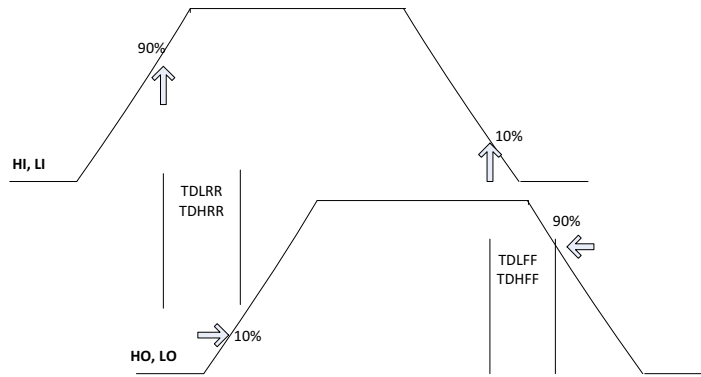 90%
10%
HI, LI
TDLRR
TDHRR
90%
TDLFF
TDHFF
10%
HO, LO